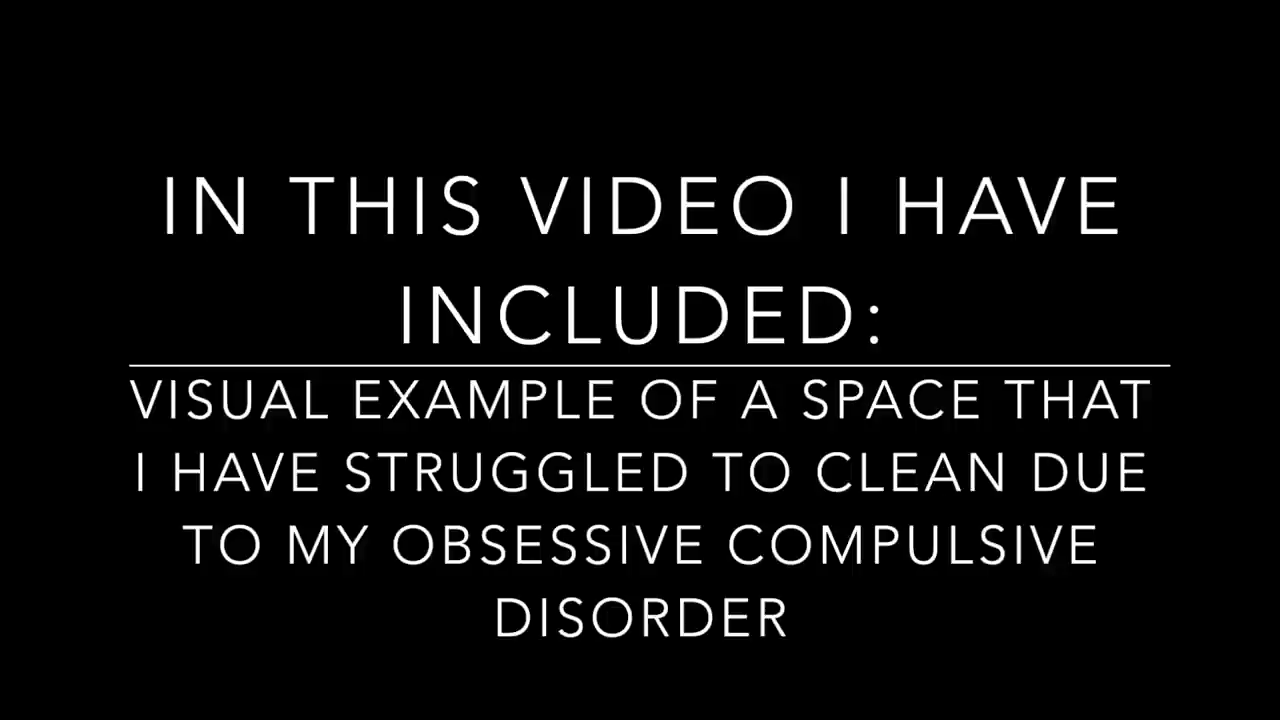 IN THIS VIDEO I HAVE
INCLUDED:
VISUAL EXAMPLE OF A SPACE THAT
I HAVE STRUGGLED TO CLEAN DUE
TO MY OBSESSIVE COMPULSIVE
DISORDER